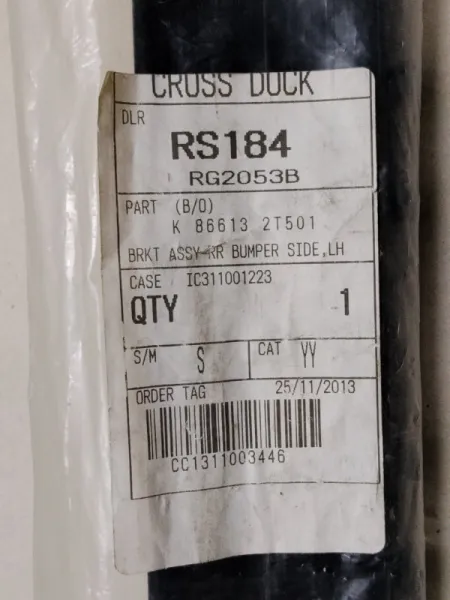 CROSS DOCK
DLR
RS184
RG2053B
PART (B/O)
K 86613 2T501
BRKT ASSY-RR BUMPER SIDE,LH
CASE IC311001223
QTY 1
S/M S CAT YY
ORDER TAG 25/11/2013
CC1311003446